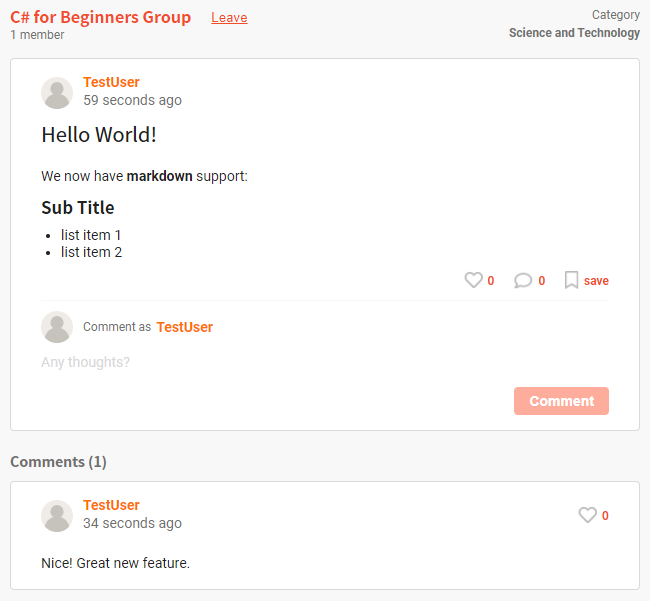 C# for Beginners Group Leave
1 member
Category
Science and Technology
TestUser
59 seconds ago
Hello World!
We now have markdown support:
Sub Title
• list item 1
• list item 2
0 0 save
Comment as TestUser
Any thoughts?
Comment
Comments (1)
TestUser
34 seconds ago
0
Nice! Great new feature.